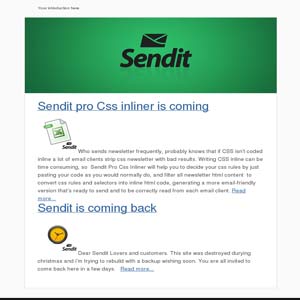 Your introduction here
Sendit
Sendit pro Css inliner is coming
Sendit
Who sends newsletter frequently, probably knows that if CSS isn't coded
inline a lot of email clients strip css newsletter with bad results. Writing CSS inline can be
time consuming, so Sendit Pro Css Inliner will help you to decide your css rules by just
pasting your code as you would normally do, and filter all newsletter html content to
convert css rules and selectors into inline html code, generating a more email-friendly
version that's ready to send and to be correctly read from each email client. Read
more...
Sendit is coming back
Sendit
Dear Sendit Lovers and customers. This site was destroyed durying
christmas and i'm trying to rebuild with a backup wishing soon. You are all invited to
come back here in a few days. Read more...